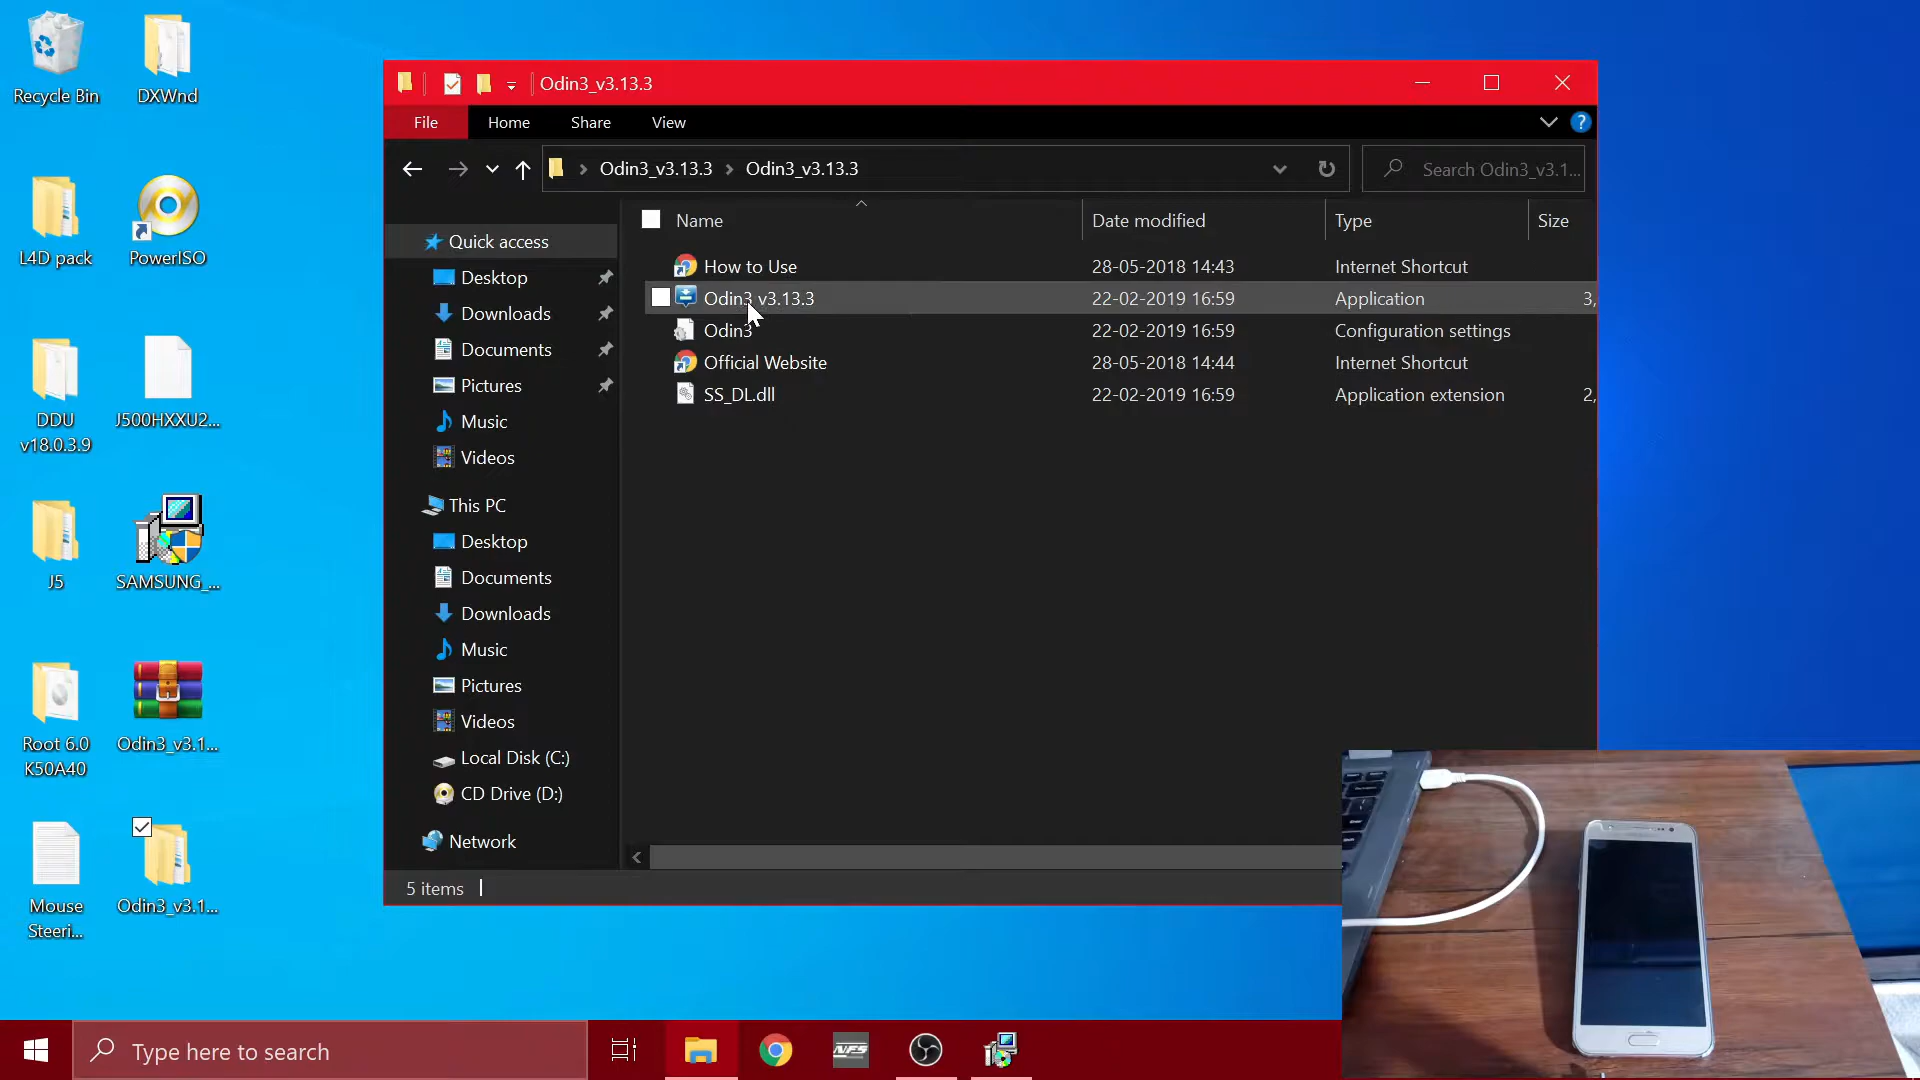 Recycle Bin
DXWnd
L4D pack
PowerISO
DDU
v18.0.3.9
J500HXXU2...
J5
SAMSUNG_...
Root 6.0
K50A40
Odin3_v3.1...
Mouse
Steeri...
Odin3_v3.1...
Odin3_v3.13.3
File Home Share View
Odin3_v3.13.3 Odin3_v3.13.3
Search Odin3_v3.1...
Name Date modified Type Size
How to Use 28-05-2018 14:43 Internet Shortcut
Odin3 v3.13.3 22-02-2019 16:59 Application 3,
Odin3 22-02-2019 16:59 Configuration settings
Official Website 28-05-2018 14:44 Internet Shortcut
SS_DL.dll 22-02-2019 16:59 Application extension 2,
Quick access
Desktop
Downloads
Documents
Pictures
Music
Videos
This PC
Desktop
Documents
Downloads
Music
Pictures
Videos
Local Disk (C:)
CD Drive (D:)
Network
5 items
Type here to search
NFS